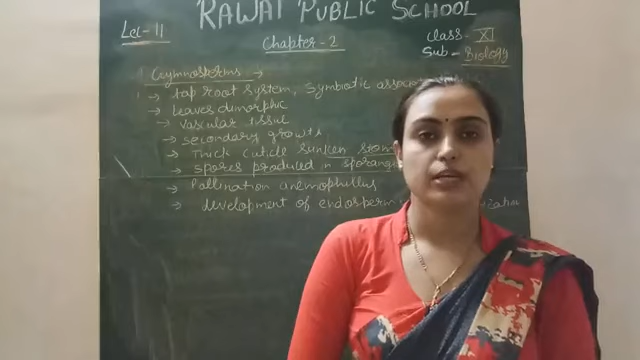 RAWAT PUBLIC SCHOOL
Lec-11
Class- XI
Chapter-2
Sub- Biology
Gymnosperms →
→ tap root system, Symbiotic
→ leaves dimorphic
→ vascular tissue
→ secondary growth
→ Thick cuticle sunken
→ spores produced in
→ Pollination anemophillus
→ Development of endosperm